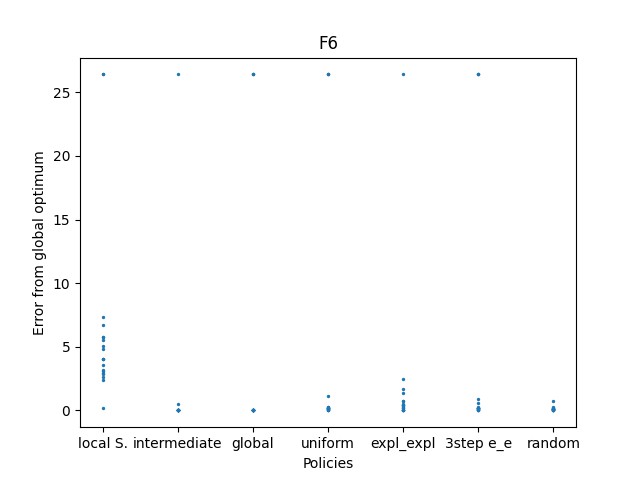 F6
Error from global optimum
25
20
15
10
5
0
local S. intermediate global uniform expl_expl 3step e_e random
Policies